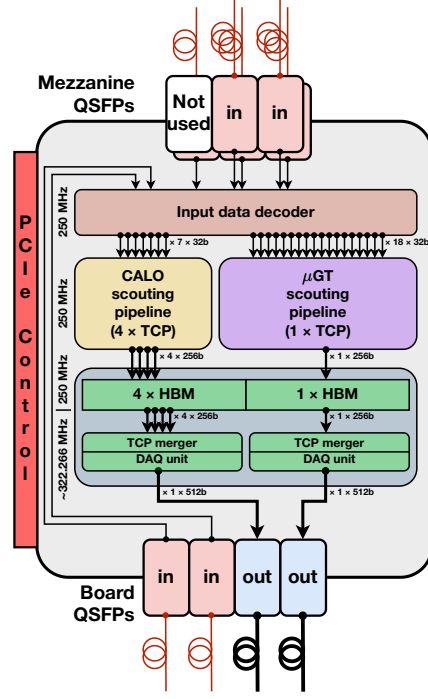 Mezzanine
QSFPs
Not
used
in
in
PCIe Control
250 MHz
Input data decoder
× 7 × 32b
× 18 × 32b
250 MHz
CALO
scouting
pipeline
(4 × TCP)
μGT
scouting
pipeline
(1 × TCP)
× 4 × 256b
× 1 × 256b
250 MHz
4 × HBM
1 × HBM
× 4 × 256b
× 1 × 256b
~322.266 MHz
TCP merger
DAQ unit
TCP merger
DAQ unit
× 1 × 512b
× 1 × 512b
in
in
out
out
Board
QSFPs